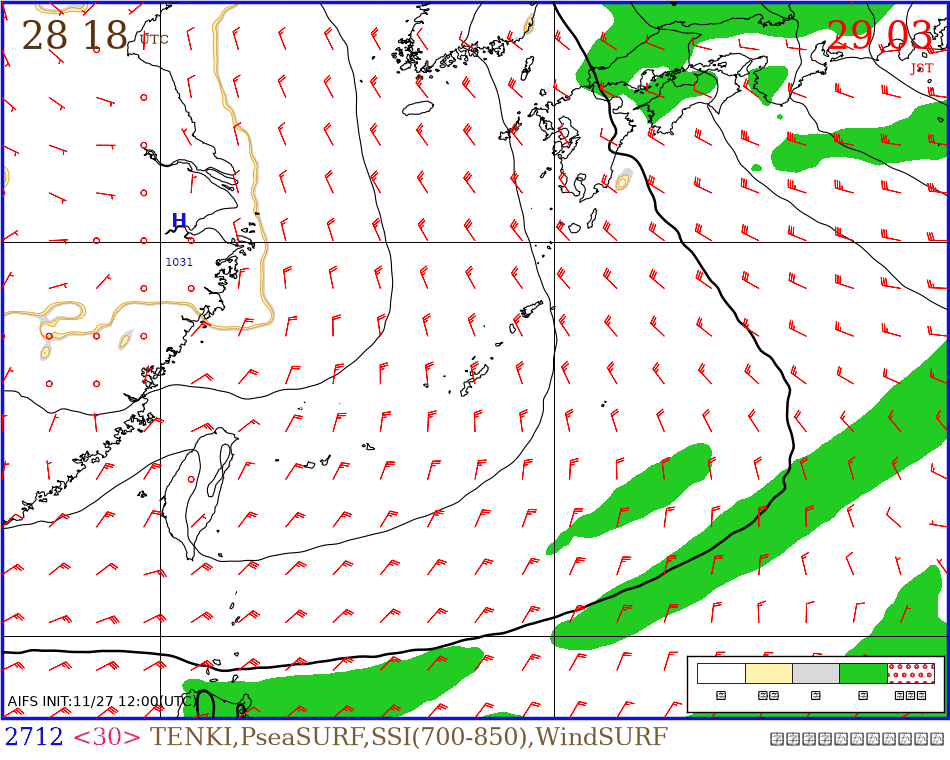 28 18 UTC
29 03
JST
H
1031
AIFS INIT:11/27 12:00(UTC)
2712 <30> TENKI,PseaSURF,SSI(700-850),WindSURF